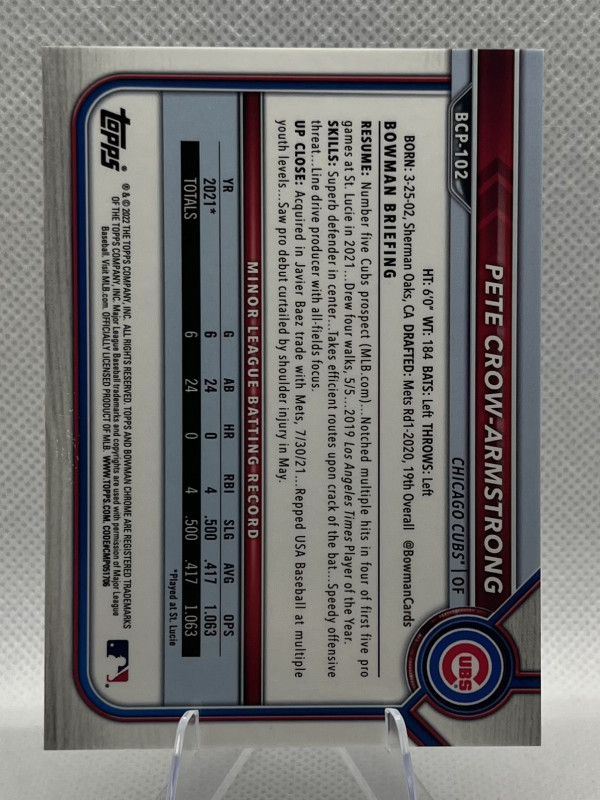 BCP-102
PETE CROW-ARMSTRONG
CHICAGO CUBS® | OF
CUBS
HT: 6'0" WT: 184 BATS: Left THROWS: Left
BORN: 3-25-02, Sherman Oaks, CA DRAFTED: Mets Rd1-2020, 19th Overall @BowmanCards
BOWMAN BRIEFING
RESUME: Number five Cubs prospect (MLB.com)...Notched multiple hits in four of first five pro
games at St. Lucie in 2021...Drew four walks, 5/5...2019 Los Angeles Times Player of the Year.
SKILLS: Superb defender in center...Takes efficient routes upon crack of the bat...Speedy offensive
threat...Line drive producer with all-fields focus.
UP CLOSE: Acquired in Javier Baez trade with Mets, 7/30/21...Repped USA Baseball at multiple
youth levels...Saw pro debut curtailed by shoulder injury in May.
MINOR LEAGUE BATTING RECORD
YR G AB HR RBI SLG AVG OPS
2021* 6 24 0 4 .500 .417 1.063
TOTALS 6 24 0 4 .500 .417 1.063
*Played at St. Lucie
topps
® & © 2022 THE TOPPS COMPANY, INC. ALL RIGHTS RESERVED. TOPPS AND BOWMAN CHROME ARE REGISTERED TRADEMARKS
OF THE TOPPS COMPANY, INC. Major League Baseball trademarks and copyrights are used with permission of Major League
Baseball. Visit MLB.com. OFFICIALLY LICENSED PRODUCT OF MLB. WWW.TOPPS.COM. CODE#CMP051706